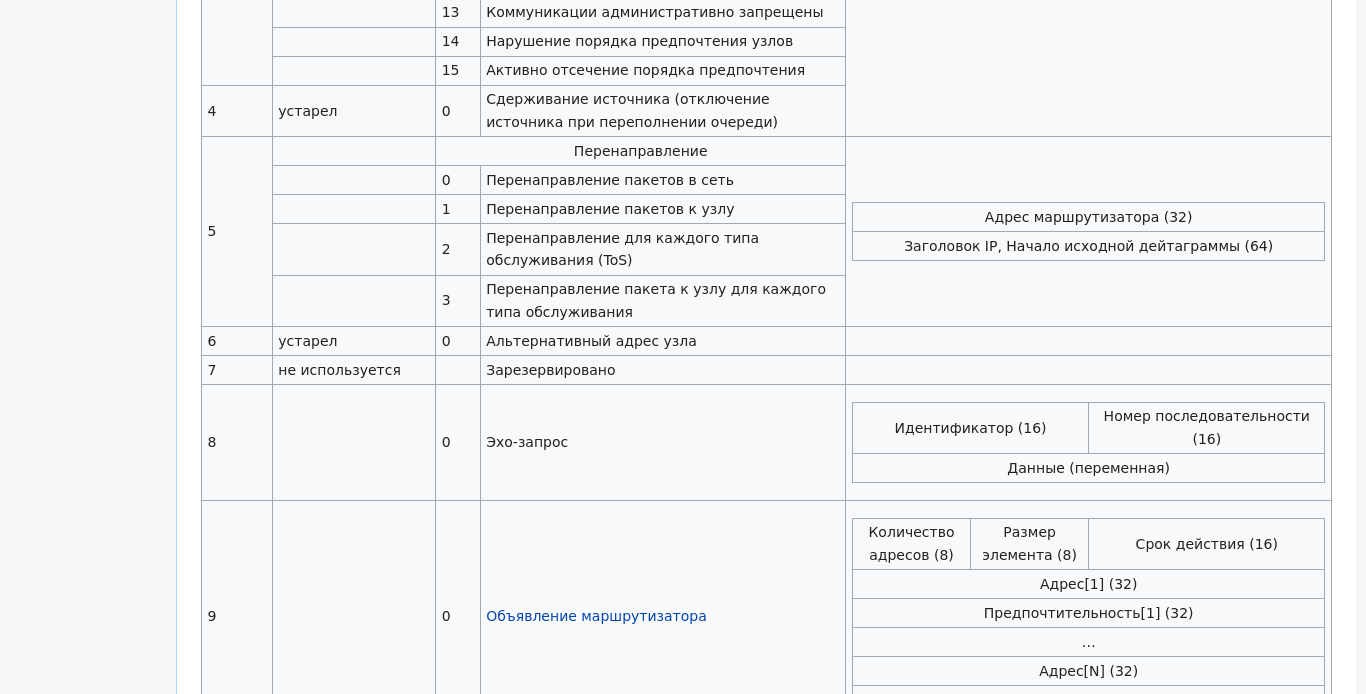 13 Коммуникации административно запрещены
14 Нарушение порядка предпочтения узлов
15 Активно отсечение порядка предпочтения
4 устарел 0 Сдерживание источника (отключение
источника при переполнении очереди)
5
Перенаправление
0 Перенаправление пакетов в сеть
1 Перенаправление пакетов к узлу
2 Перенаправление для каждого типа
обслуживания (ToS)
3 Перенаправление пакета к узлу для каждого
типа обслуживания
Адрес маршрутизатора (32)
Заголовок IP, Начало исходной дейтаграммы (64)
6 устарел 0 Альтернативный адрес узла
7 не используется Зарезервировано
8 0 Эхо-запрос
Идентификатор (16) Номер последовательности
(16)
Данные (переменная)
9 0 Объявление маршрутизатора
Количество
адресов (8)
Размер
элемента (8)
Срок действия (16)
Адрес[1] (32)
Предпочтительность[1] (32)
...
Адрес[N] (32)